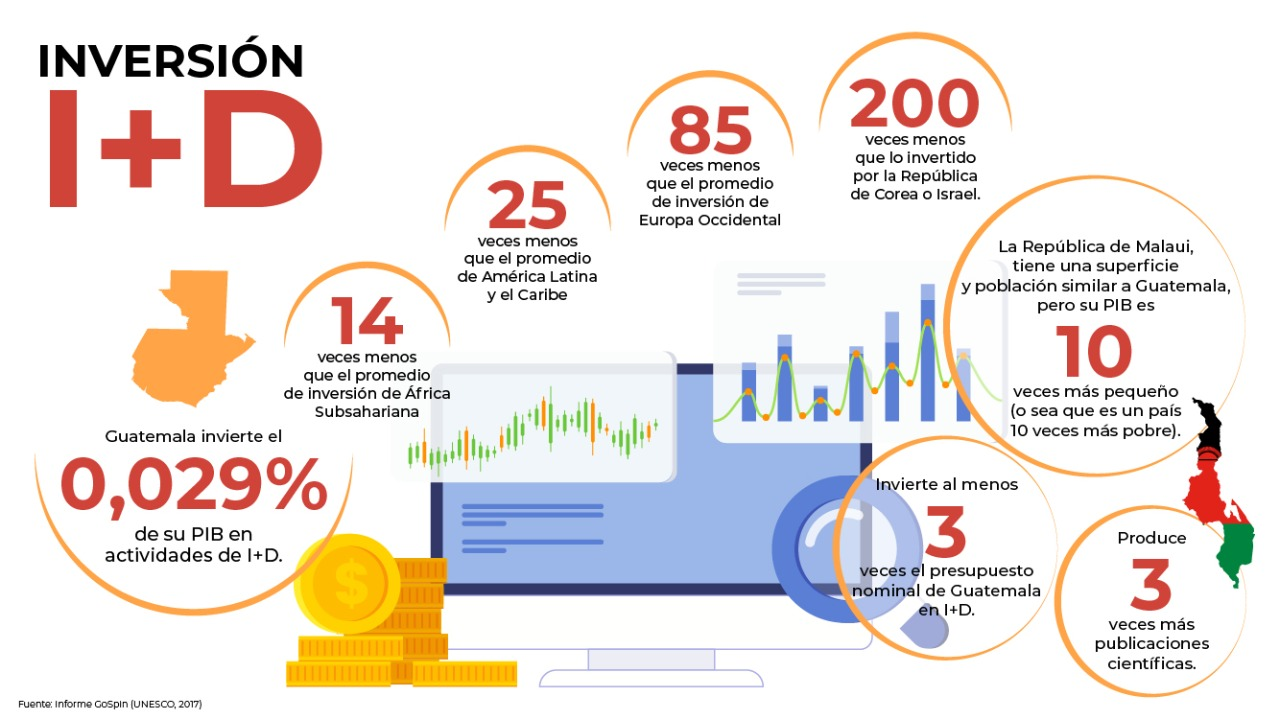 INVERSIÓN
I+D
Guatemala invierte el
0,029%
de su PIB en
actividades de I+D.
14
veces menos
que el promedio
de inversión de África
Subsahariana
25
veces menos
que el promedio
de América Latina
y el Caribe
85
veces menos
que el promedio
de inversión de
Europa Occidental
200
veces menos
que lo invertido
por la República
de Corea o Israel.
La República de Malaui,
tiene una superficie
y población similar a Guatemala,
pero su PIB es
10
veces más pequeño
(o sea que es un país
10 veces más pobre).
Invierte al menos
3
veces el presupuesto
nominal de Guatemala
en I+D.
Produce
3
veces más
publicaciones
científicas.
$
Fuente: Informe GoSpin (UNESCO, 2017)